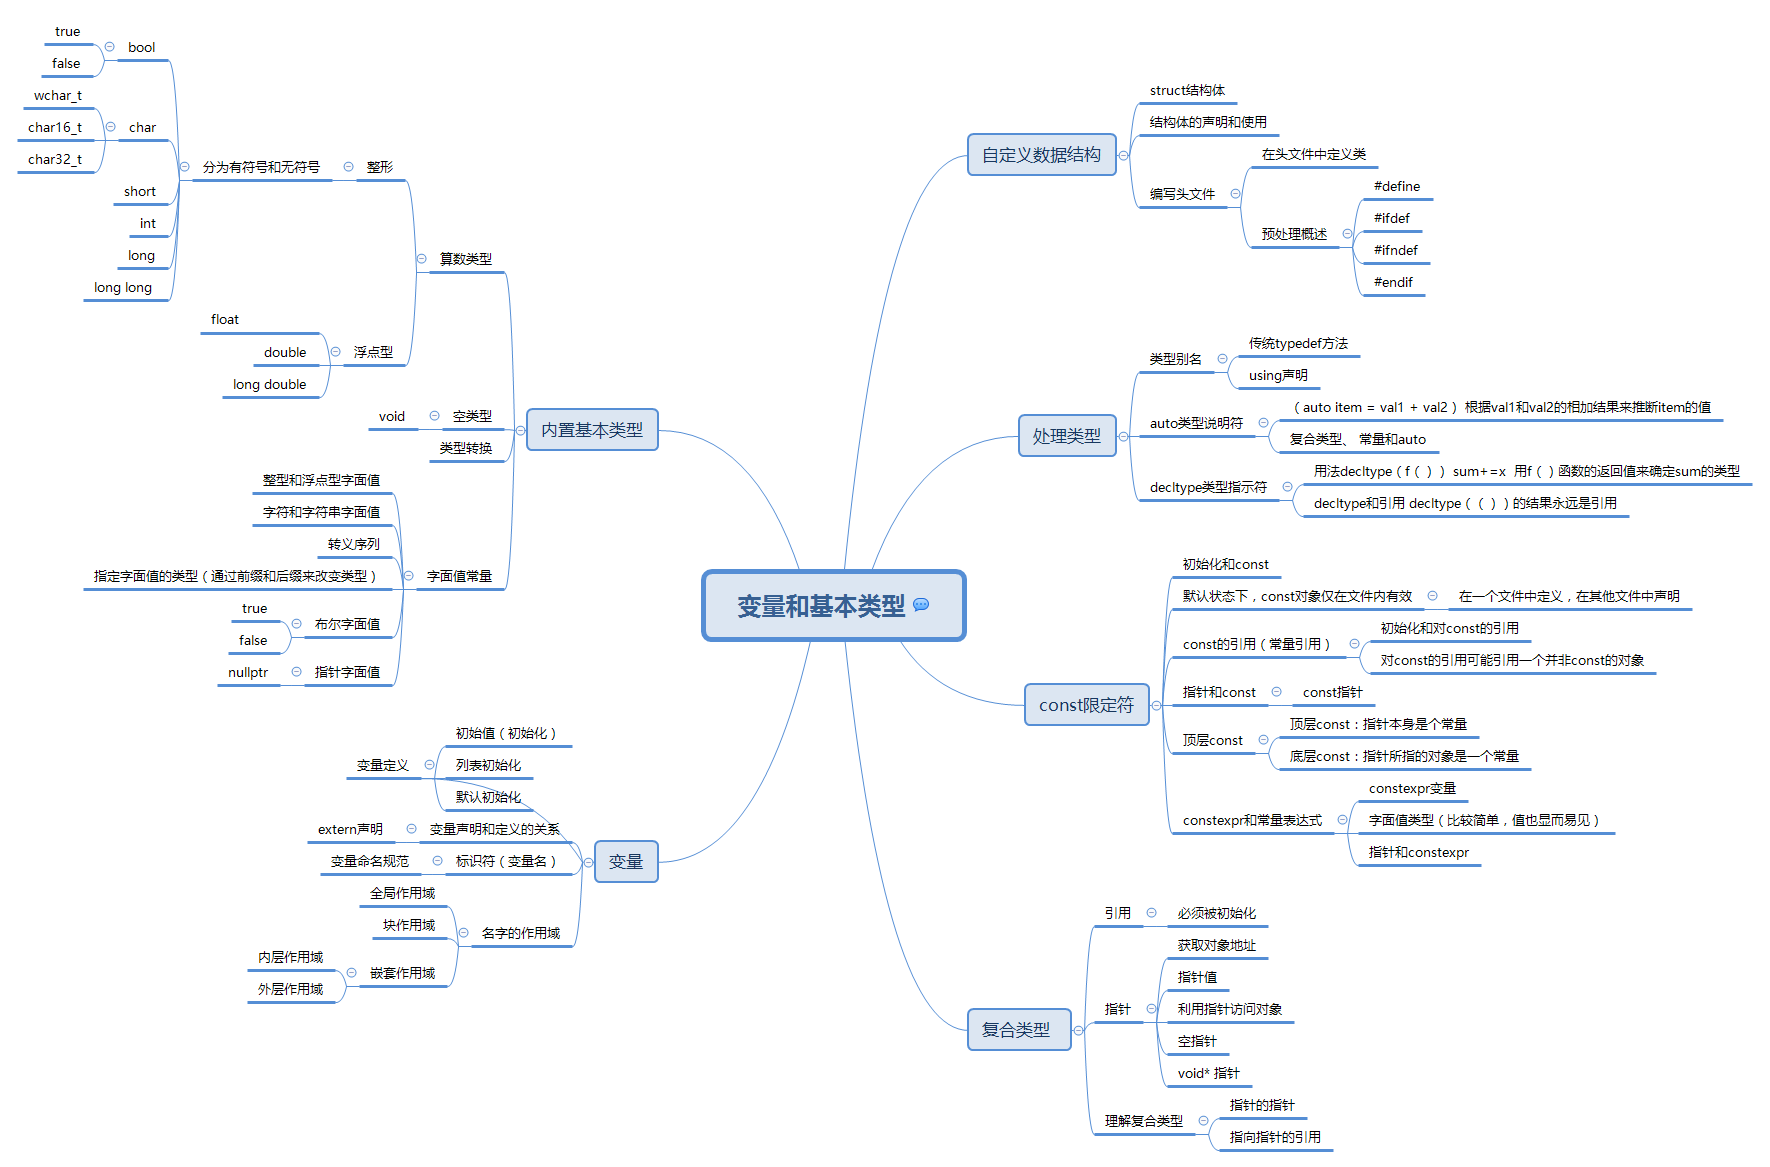 变量和基本类型
内置基本类型
算数类型
整形
分为有符号和无符号
bool
true
false
char
wchar_t
char16_t
char32_t
short
int
long
long long
浮点型
float
double
long double
空类型
void
类型转换
字面值常量
整型和浮点型字面值
字符和字符串字面值
转义序列
指定字面值的类型（通过前缀和后缀来改变类型）
布尔字面值
true
false
指针字面值
nullptr
变量
变量定义
初始值（初始化）
列表初始化
默认初始化
变量声明和定义的关系
extern声明
标识符（变量名）
变量命名规范
名字的作用域
全局作用域
块作用域
嵌套作用域
内层作用域
外层作用域
自定义数据结构
struct结构体
结构体的声明和使用
编写头文件
在头文件中定义类
预处理概述
#define
#ifdef
#ifndef
#endif
处理类型
类型别名
传统typedef方法
using声明
auto类型说明符
（auto item = val1 + val2） 根据val1和val2的相加结果来推断item的值
复合类型、 常量和auto
decltype类型指示符
用法decltype（f（）） sum+=x  用f（）函数的返回值来确定sum的类型
decltype和引用 decltype（（））的结果永远是引用
const限定符
初始化和const
默认状态下，const对象仅在文件内有效
在一个文件中定义，在其他文件中声明
const的引用（常量引用）
初始化和对const的引用
对const的引用可能引用一个并非const的对象
指针和const
const指针
顶层const
顶层const：指针本身是个常量
底层const：指针所指的对象是一个常量
constexpr和常量表达式
constexpr变量
字面值类型（比较简单，值也显而易见）
指针和constexpr
复合类型
引用
必须被初始化
指针
获取对象地址
指针值
利用指针访问对象
空指针
void* 指针
理解复合类型
指针的指针
指向指针的引用